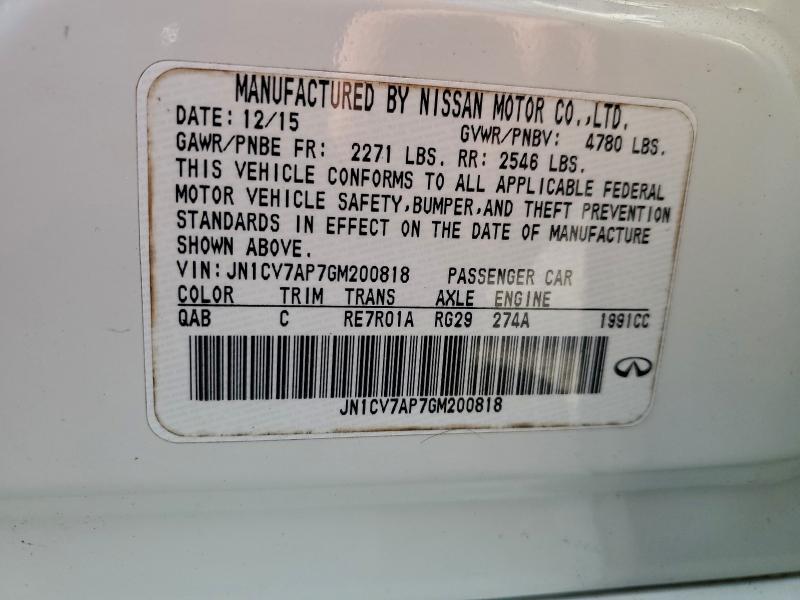 MANUFACTURED BY NISSAN MOTOR CO.,LTD.
DATE: 12/15 GVWR/PNBV: 4780 LBS.
GAWR/PNBE FR: 2271 LBS. RR: 2546 LBS.
THIS VEHICLE CONFORMS TO ALL APPLICABLE FEDERAL
MOTOR VEHICLE SAFETY,BUMPER,AND THEFT PREVENTION
STANDARDS IN EFFECT ON THE DATE OF MANUFACTURE
SHOWN ABOVE.
VIN:JN1CV7AP7GM200818 PASSENGER CAR
COLOR TRIM TRANS AXLE ENGINE
QAB C RE7R01A RG29 274A 1991CC
JN1CV7AP7GM200818